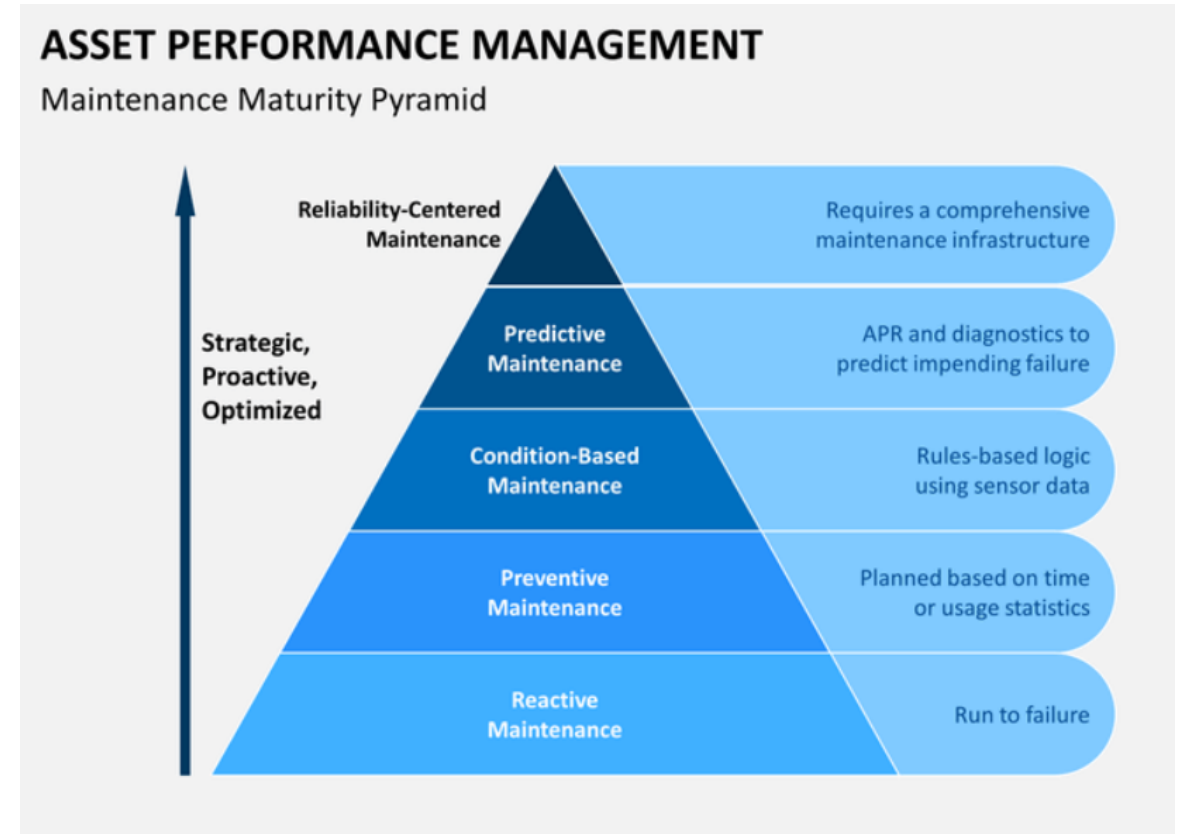 ASSET PERFORMANCE MANAGEMENT
Maintenance Maturity Pyramid
Reliability-Centered
Maintenance
Requires a comprehensive
maintenance infrastructure
Strategic,
Proactive,
Optimized
Predictive
Maintenance
APR and diagnostics to
predict impending failure
Condition-Based
Maintenance
Rules-based logic
using sensor data
Preventive
Maintenance
Planned based on time
or usage statistics
Reactive
Maintenance
Run to failure